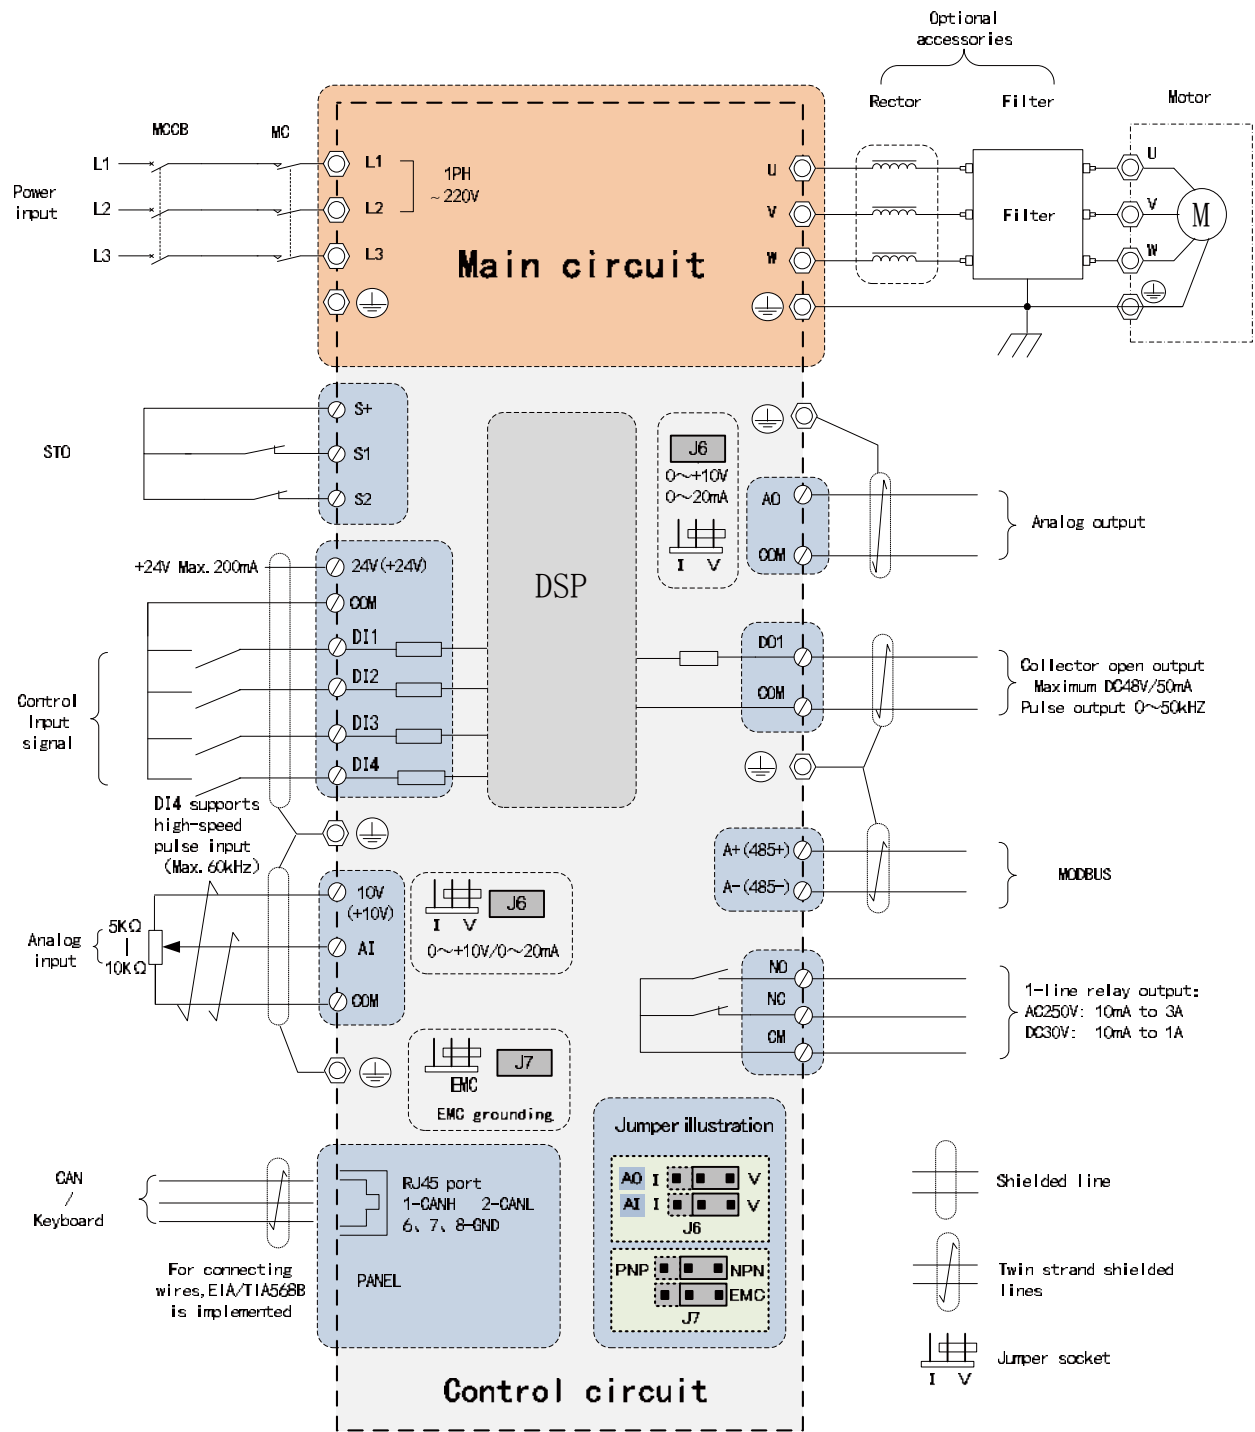 Optional
accessories
Rector
Filter
Motor
MCCB
MC
Power
input
L1
L2
L3
L1
L2
L3
1PH
~220V
Main circuit
U
V
W
Filter
U
V
W
M
STO
S+
S1
S2
DSP
J6
0～+10V
0～20mA
I V
AO
COM
Analog output
+24V Max.200mA
24V(+24V)
COM
DI1
DI2
DI3
DI4
Control
Input
signal
DI4 supports
high-speed
pulse input
(Max.60kHz)
DO1
COM
Collector open output
Maximum DC48V/50mA
Pulse output 0～50kHZ
A+(485+)
A-(485-)
MODBUS
Analog
input
5KΩ
10KΩ
10V
(+10V)
AI
COM
I V
J6
0～+10V/0～20mA
NO
NC
CM
1-line relay output:
AC250V: 10mA to 3A
DC30V: 10mA to 1A
EMC
J7
EMC grounding
Jumper illustration
AO I V
AI I V
J6
PNP NPN
EMC
J7
CAN
/
Keyboard
RJ45 port
1-CANH 2-CANL
6、7、8-GND
PANEL
For connecting
wires,EIA/TIA568B
is implemented
Shielded line
Twin strand shielded
lines
Jumper socket
I V
Control circuit